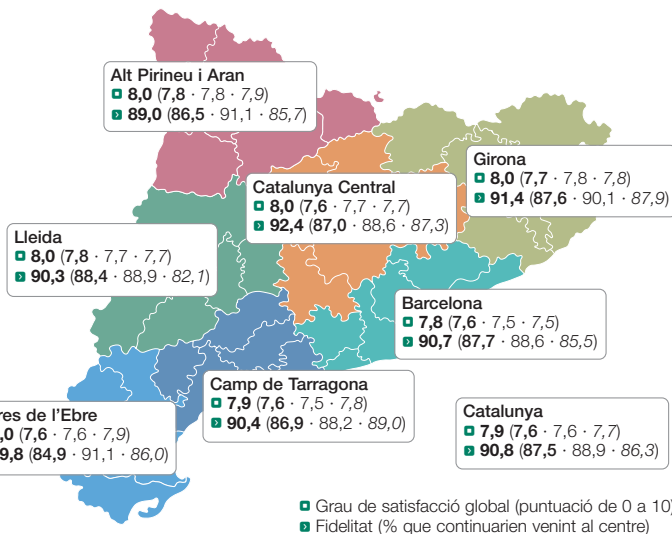 Alt Pirineu i Aran
8,0 (7,8 · 7,8 · 7,9)
89,0 (86,5 · 91,1 · 85,7)
Girona
8,0 (7,7 · 7,8 · 7,8)
91,4 (87,6 · 90,1 · 87,9)
Catalunya Central
8,0 (7,6 · 7,7 · 7,7)
92,4 (87,0 · 88,6 · 87,3)
Lleida
8,0 (7,8 · 7,7 · 7,7)
90,3 (88,4 · 88,9 · 82,1)
Barcelona
7,8 (7,6 · 7,5 · 7,5)
90,7 (87,7 · 88,6 · 85,5)
Camp de Tarragona
7,9 (7,6 · 7,5 · 7,8)
90,4 (86,9 · 88,2 · 89,0)
res de l'Ebre
,0 (7,6 · 7,6 · 7,9)
9,8 (84,9 · 91,1 · 86,0)
Catalunya
7,9 (7,6 · 7,6 · 7,7)
90,8 (87,5 · 88,9 · 86,3)
Grau de satisfacció global (puntuació de 0 a 10)
Fidelitat (% que continuarien venint al centre)